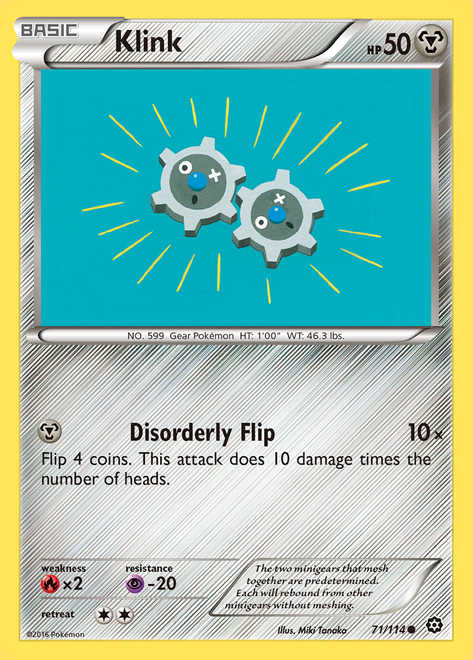 BASIC Klink HP50
NO. 599 Gear Pokémon HT: 1'00" WT: 46.3 lbs.
Disorderly Flip 10×
Flip 4 coins. This attack does 10 damage times the
number of heads.
weakness resistance
×2 -20
retreat
The two minigears that mesh
together are predetermined.
Each will rebound from other
minigears without meshing.
©2016 Pokémon Illus. Miki Tanaka 71/114